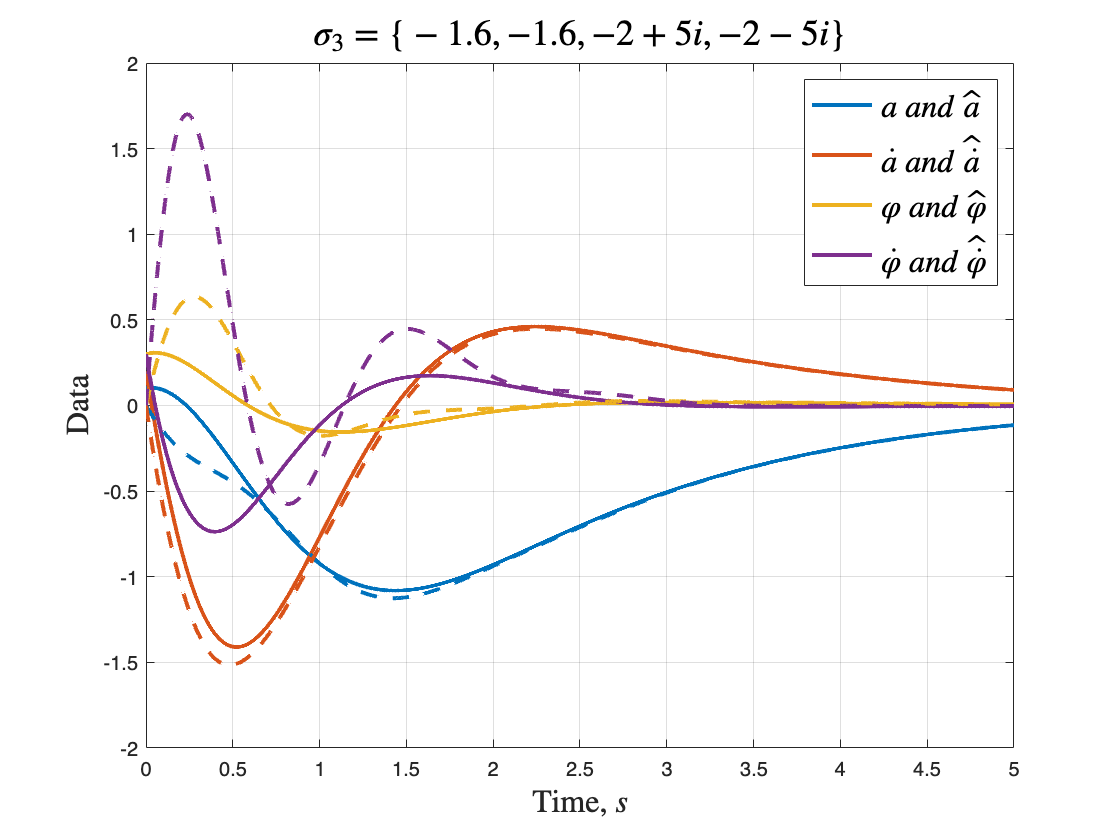 σ₃ = { − 1.6, −1.6, −2 + 5i, −2 − 5i}
2
1.5
1
0.5
0
-0.5
-1
-1.5
-2
Data
a and â
ȧ and ȧ̂
φ and φ̂
φ̇ and φ̇̂
0 0.5 1 1.5 2 2.5 3 3.5 4 4.5 5
Time, s